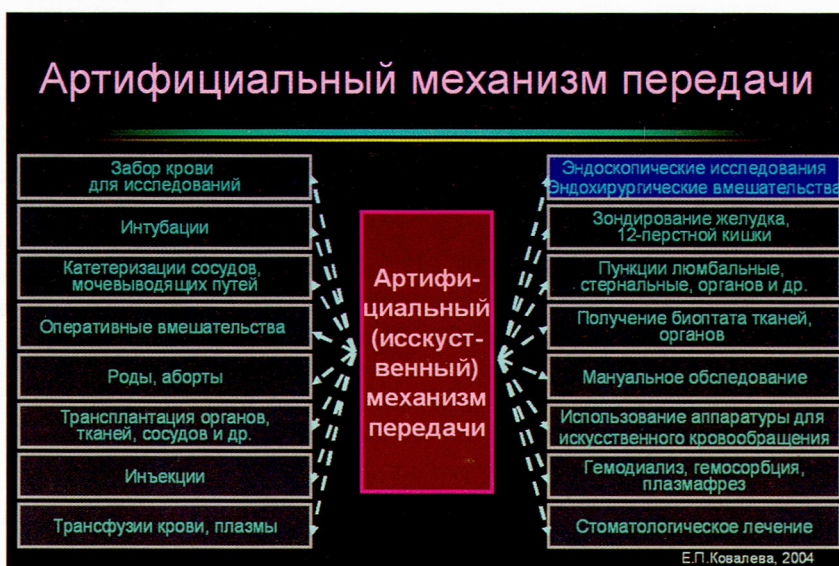 Артифициальный механизм передачи
Забор крови
для исследований
Интубации
Катетеризации сосудов,
мочевыводящих путей
Оперативные вмешательства
Роды, аборты
Трансплантация органов,
тканей, сосудов и др.
Инъекции
Трансфузии крови, плазмы
Артифи-
циальный
(исскуст-
венный)
механизм
передачи
Эндоскопические исследования
Эндохирургические вмешательства
Зондирование желудка,
12-перстной кишки
Пункции люмбальные,
стернальные, органов и др.
Получение биоптата тканей,
органов
Мануальное обследование
Использование аппаратуры для
искусственного кровообращения
Гемодиализ, гемосорбция,
плазмафрез
Стоматологическое лечение
Е.П.Ковалева, 2004